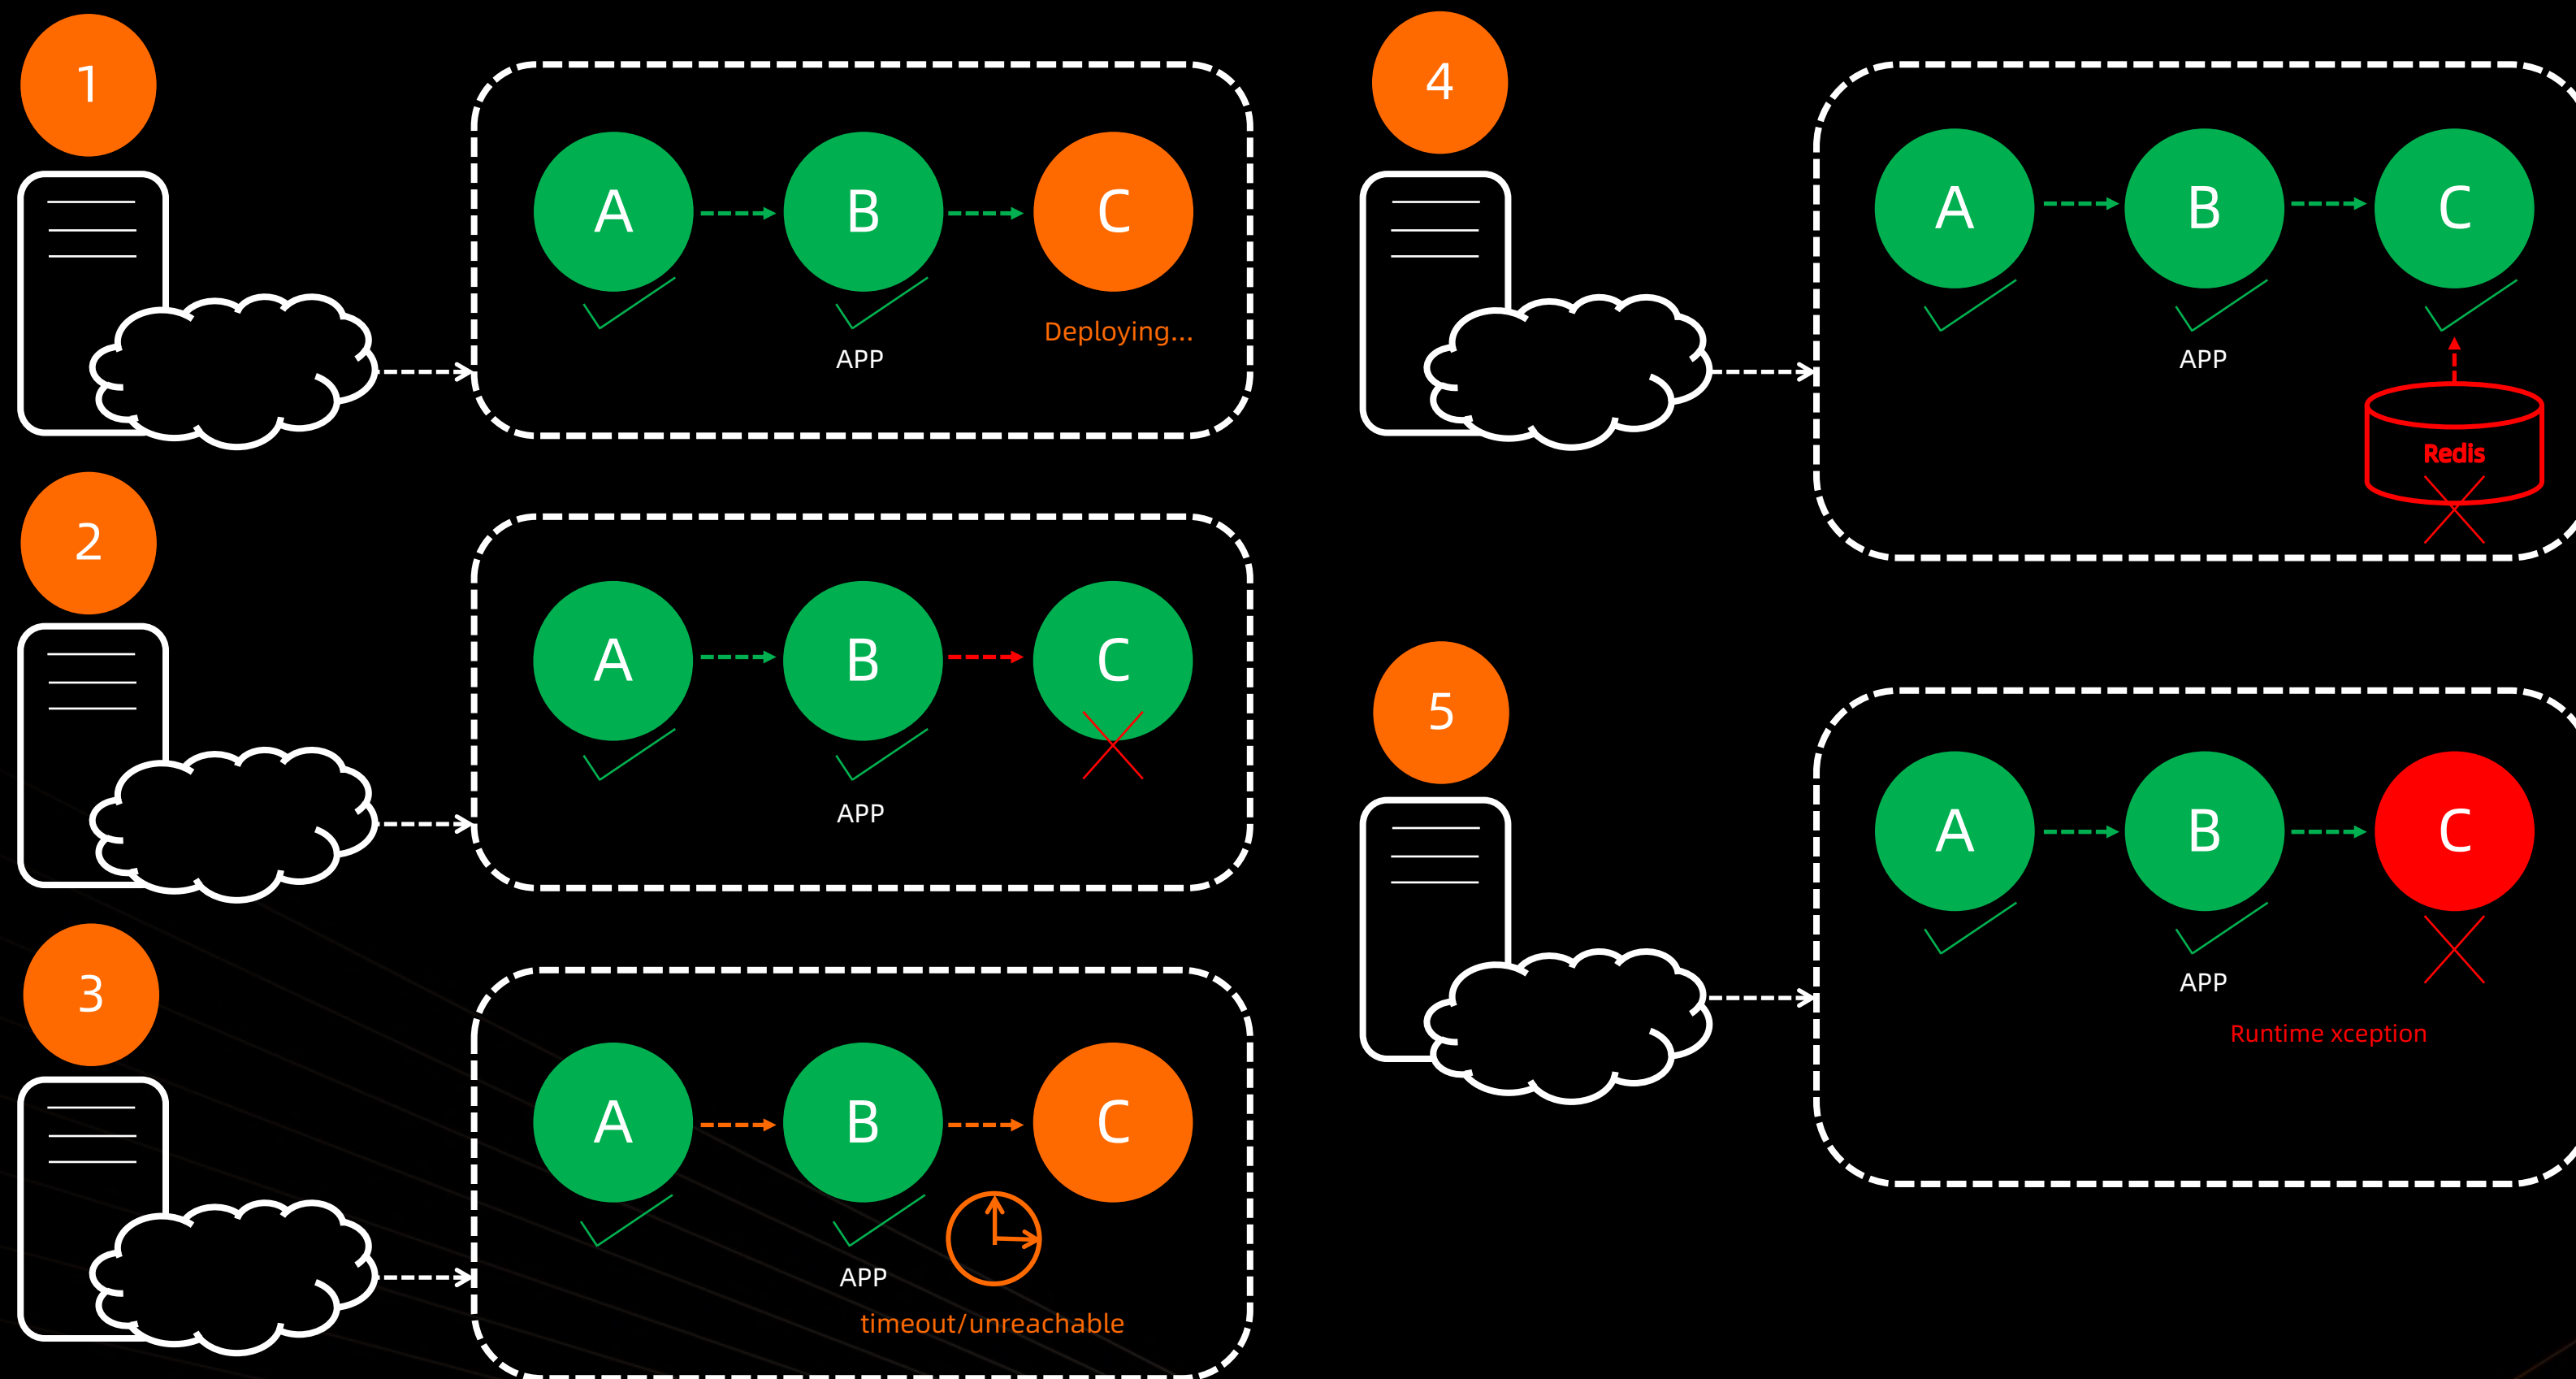 1
A
B
C
Deploying...
APP
2
A
B
C
APP
3
A
B
C
APP
timeout/unreachable
4
A
B
C
APP
Redis
5
A
B
C
APP
Runtime xception